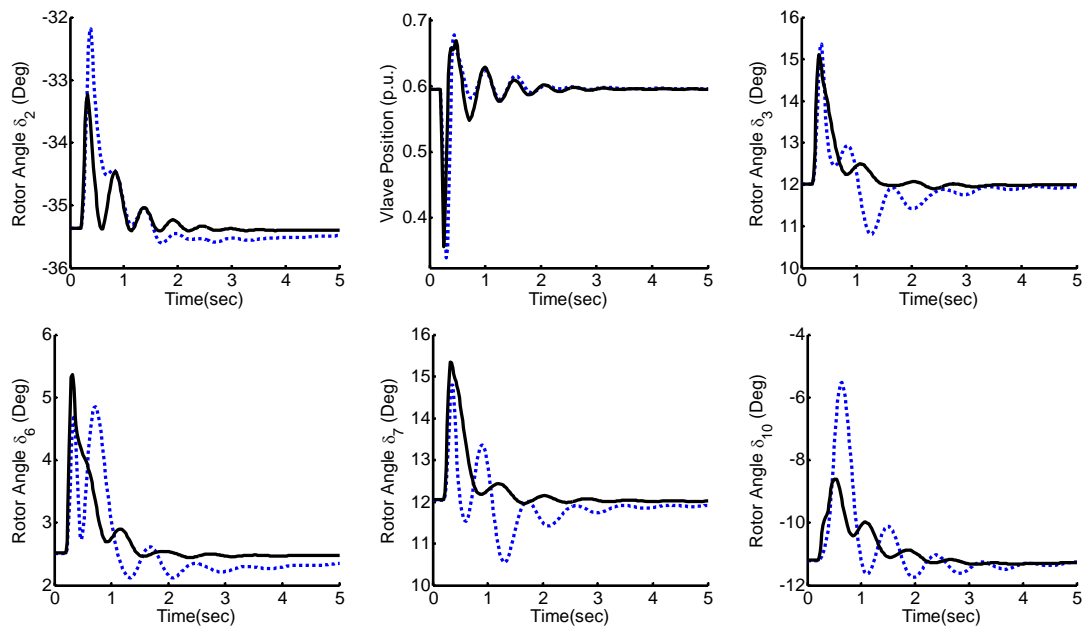 -32
-33
-34
-35
-36
Rotor Angle δ2 (Deg)
0 1 2 3 4 5
Time(sec)
0.7
0.6
0.5
0.4
Vlave Position (p.u.)
0 1 2 3 4 5
Time(sec)
16
15
14
13
12
11
10
Rotor Angle δ3 (Deg)
0 1 2 3 4 5
Time(sec)
6
5
4
3
2
Rotor Angle δ6 (Deg)
0 1 2 3 4 5
Time(sec)
16
15
14
13
12
11
10
Rotor Angle δ7 (Deg)
0 1 2 3 4 5
Time(sec)
-4
-6
-8
-10
-12
Rotor Angle δ10 (Deg)
0 1 2 3 4 5
Time(sec)